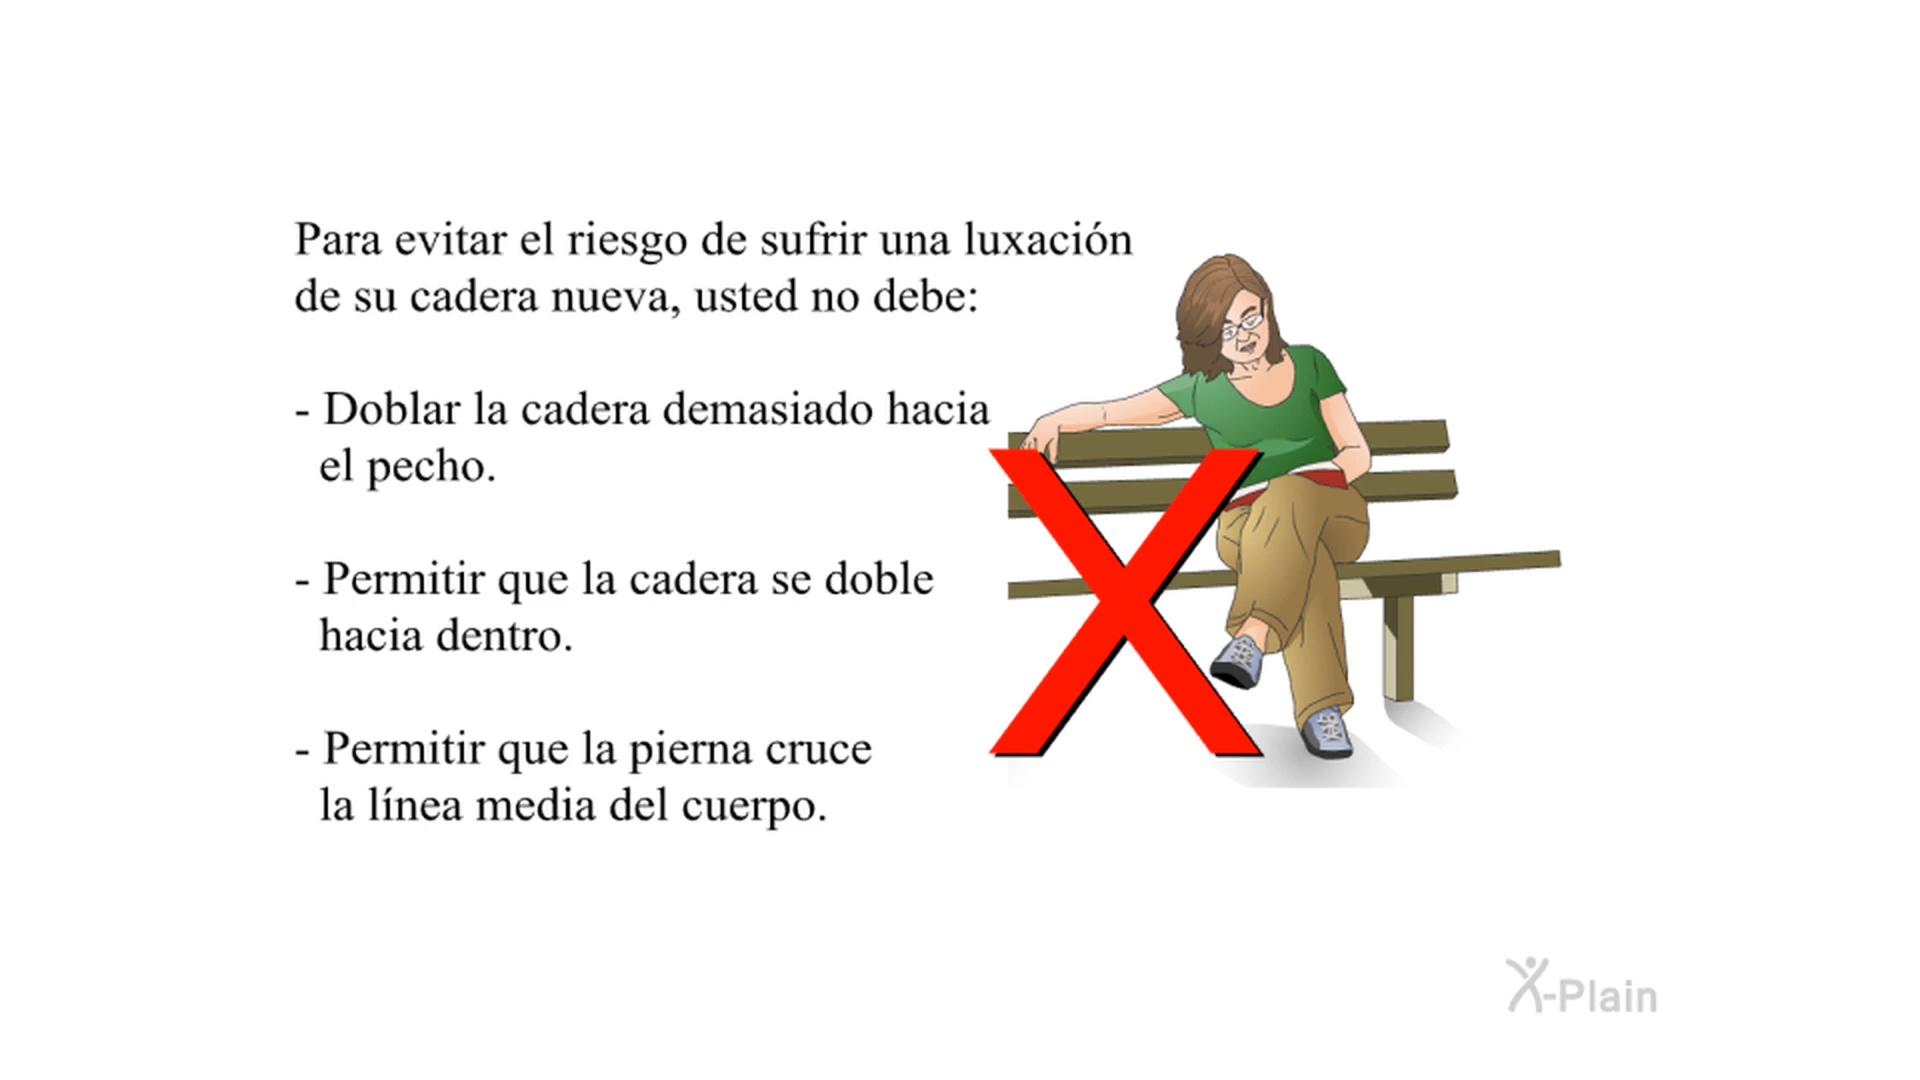 Para evitar el riesgo de sufrir una luxación
de su cadera nueva, usted no debe:
- Doblar la cadera demasiado hacia
el pecho.
- Permitir que la cadera se doble
hacia dentro.
- Permitir que la pierna cruce
la línea media del cuerpo.
X-Plain